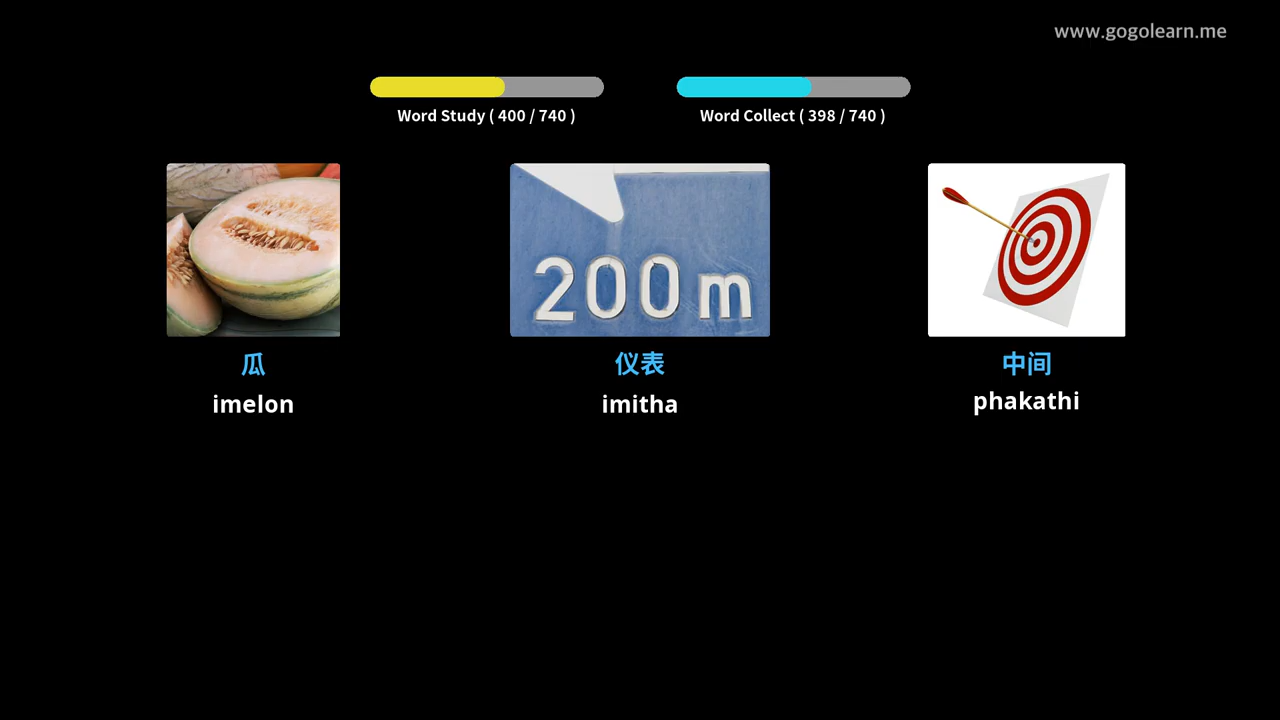 www.gogolearn.me
Word Study ( 400 / 740 )
Word Collect ( 398 / 740 )
200 m
瓜
仪表
中间
imelon
imitha
phakathi